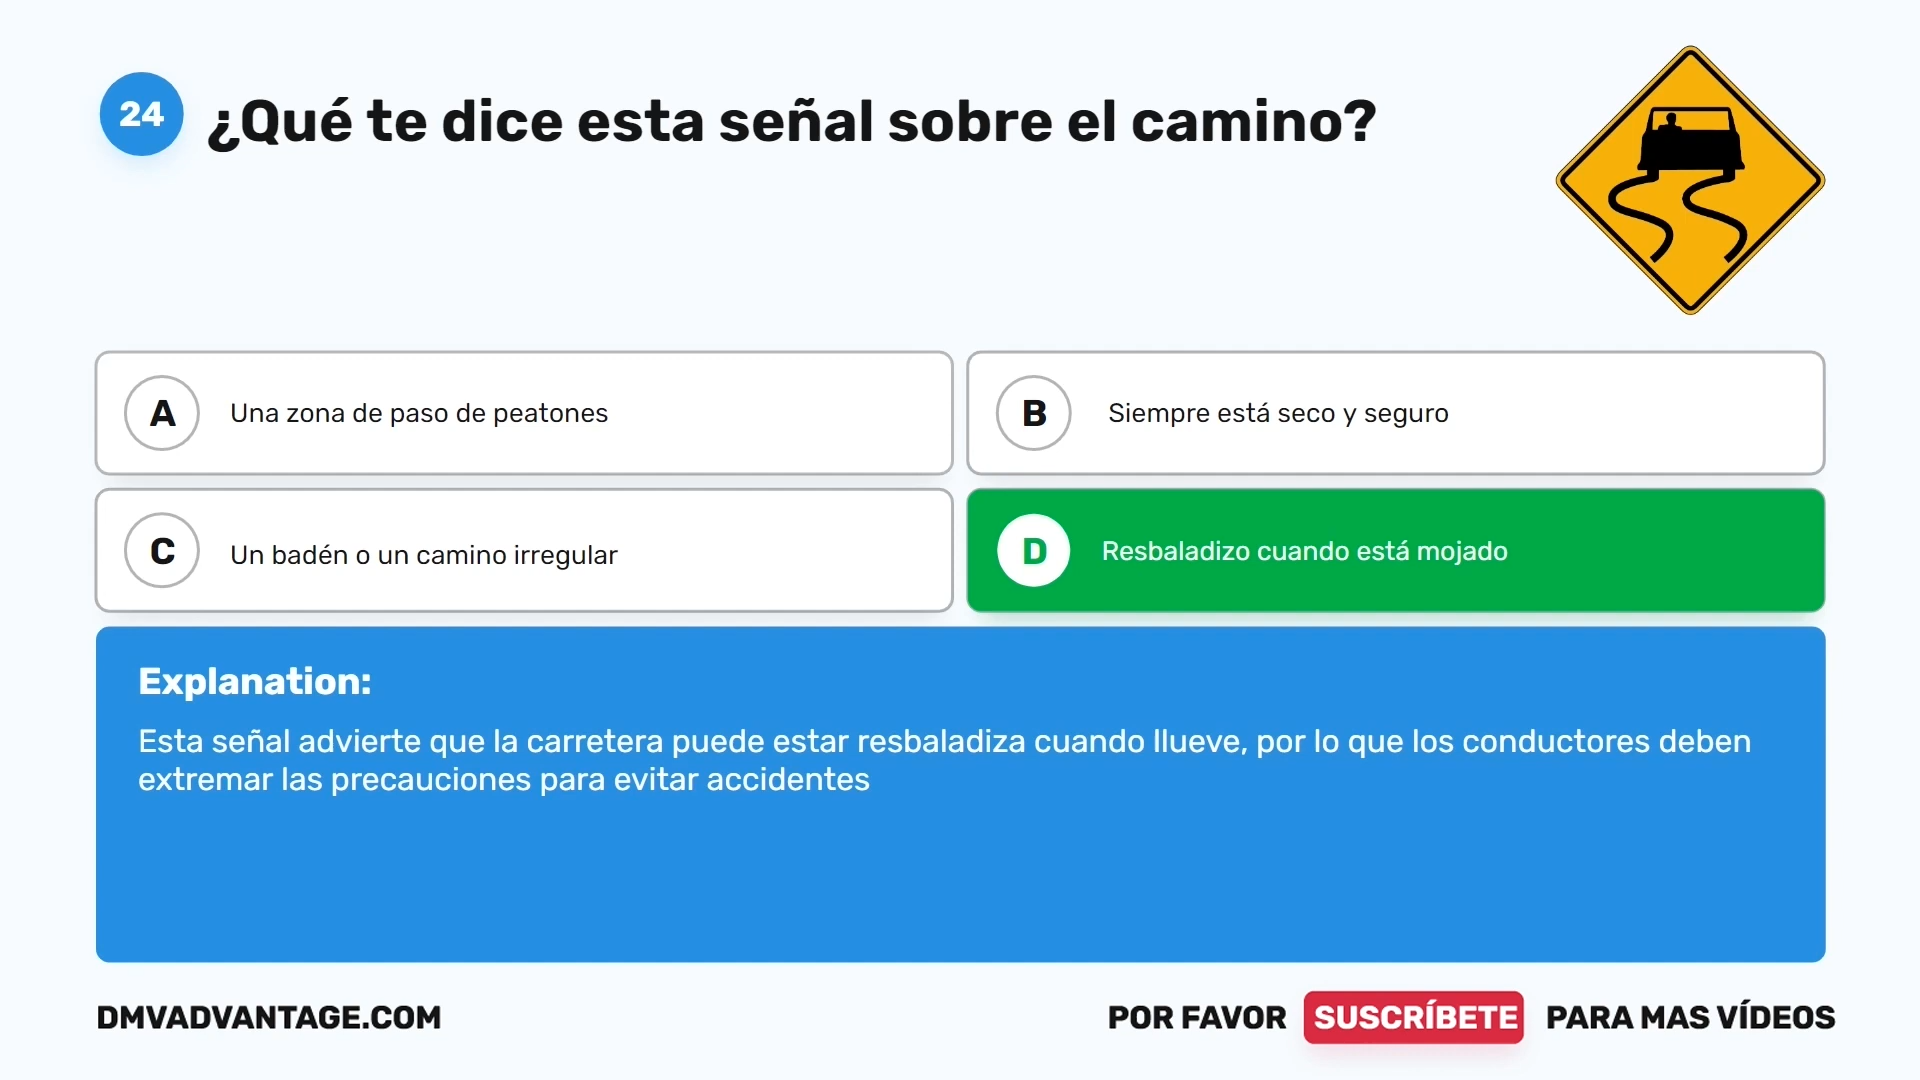 24
¿Qué te dice esta señal sobre el camino?
A
Una zona de paso de peatones
B
Siempre está seco y seguro
C
Un badén o un camino irregular
D
Resbaladizo cuando está mojado
Explanation:
Esta señal advierte que la carretera puede estar resbaladiza cuando llueve, por lo que los conductores deben
extremar las precauciones para evitar accidentes
DMVADVANTAGE.COM
POR FAVOR SUSCRÍBETE PARA MAS VÍDEOS